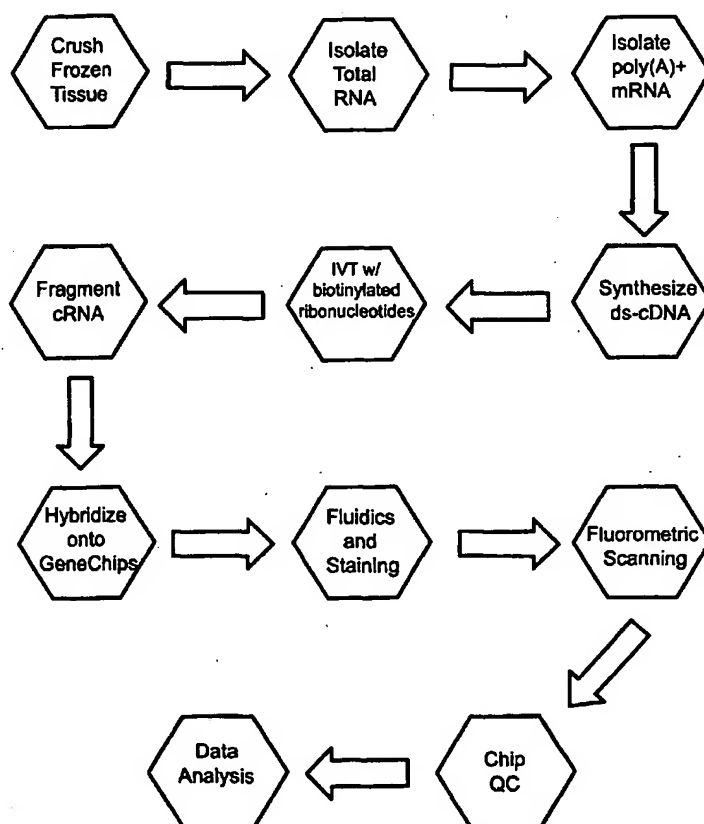 Crush
Frozen
Tissue
Isolate
Total
RNA
Isolate
poly(A)+
mRNA
Synthesize
ds-cDNA
IVT w/
biotinylated
ribonucleotides
Fragment
cRNA
Hybridize
onto
GeneChips
Fluidics
and
Staining
Fluorometric
Scanning
Chip
QC
Data
Analysis